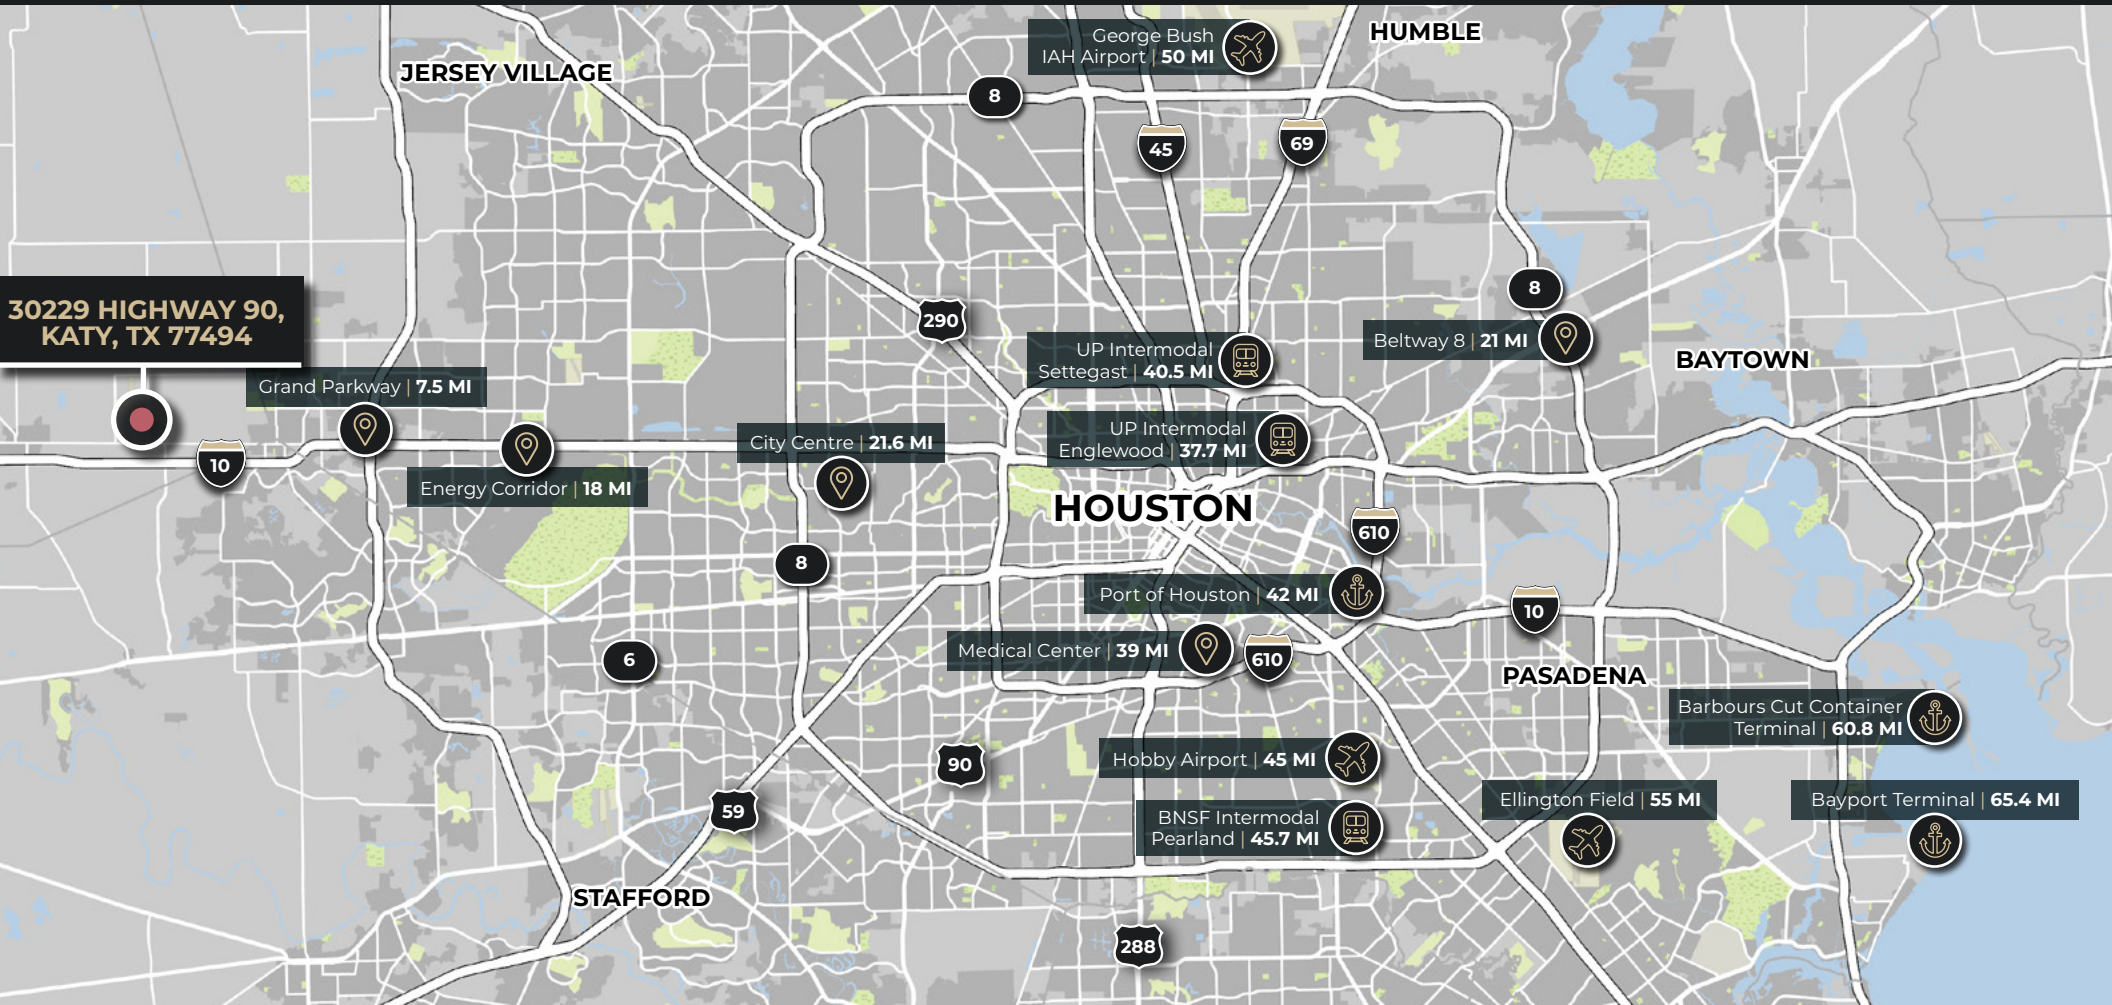 George Bush
IAH Airport | 50 MI
HUMBLE
JERSEY VILLAGE
8
45
69
30229 HIGHWAY 90,
KATY, TX 77494
8
290
Beltway 8 | 21 MI
UP Intermodal
Settegast | 40.5 MI
BAYTOWN
Grand Parkway | 7.5 MI
UP Intermodal
Englewood | 37.7 MI
City Centre | 21.6 MI
10
Energy Corridor | 18 MI
HOUSTON
610
8
Port of Houston | 42 MI
10
Medical Center | 39 MI
610
6
PASADENA
Barbours Cut Container
Terminal | 60.8 MI
90
Hobby Airport | 45 MI
Ellington Field | 55 MI
Bayport Terminal | 65.4 MI
59
BNSF Intermodal
Pearland | 45.7 MI
STAFFORD
288